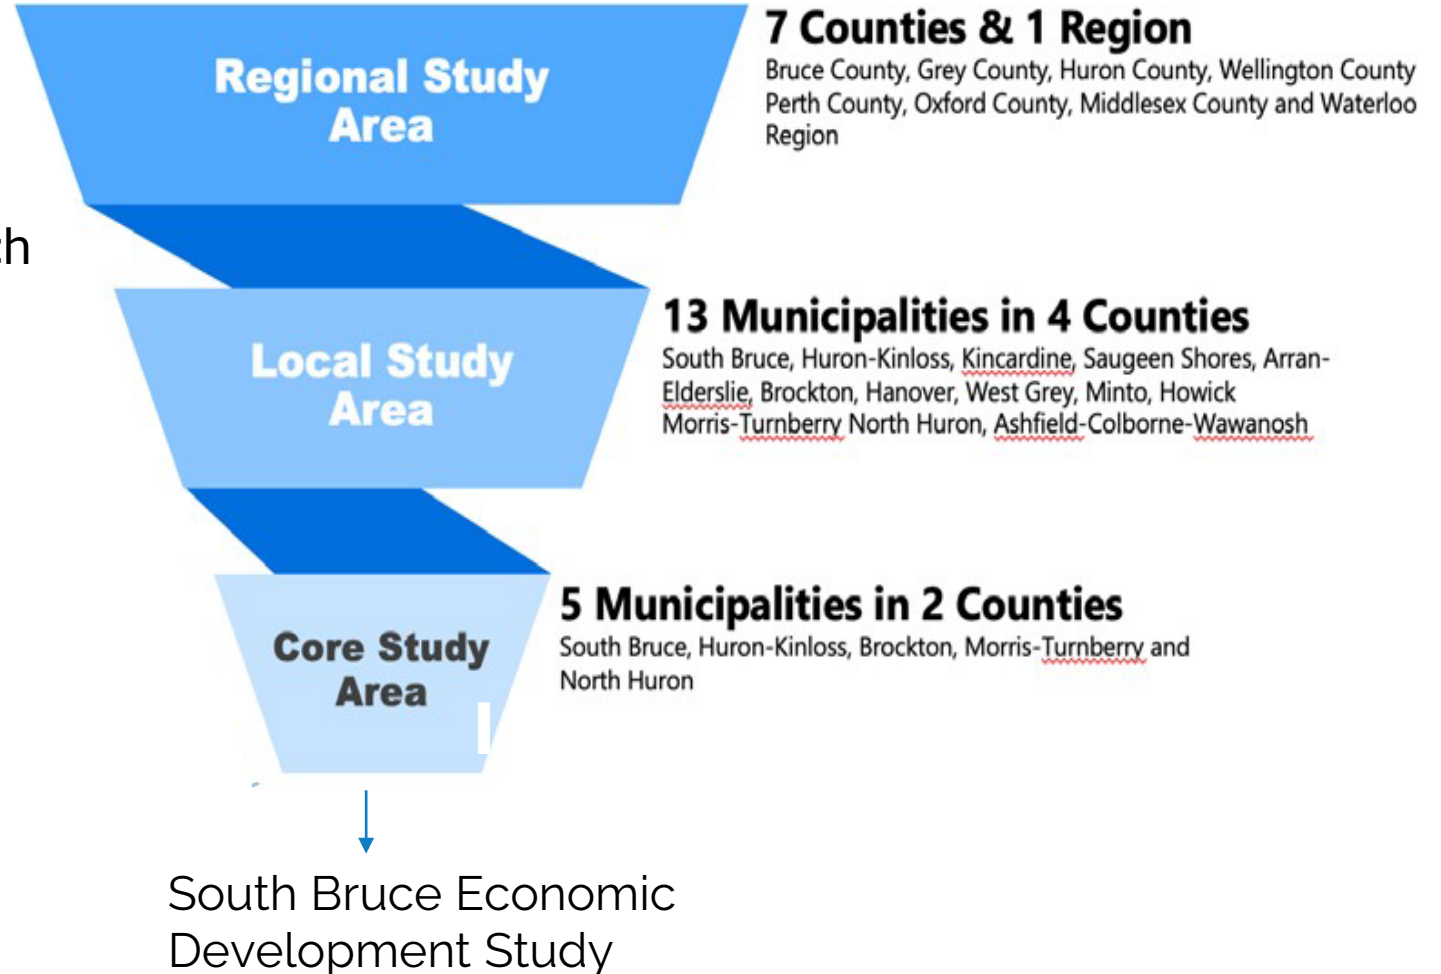 Regional Study
Area
7 Counties & 1 Region
Bruce County, Grey County, Huron County, Wellington County
Perth County, Oxford County, Middlesex County and Waterloo
Region
Local Study
Area
13 Municipalities in 4 Counties
South Bruce, Huron-Kinloss, Kincardine, Saugeen Shores, Arran-
Elderslie, Brockton, Hanover, West Grey, Minto, Howick
Morris-Turnberry North Huron, Ashfield-Colborne-Wawanosh
Core Study
Area
5 Municipalities in 2 Counties
South Bruce, Huron-Kinloss, Brockton, Morris-Turnberry and
North Huron
South Bruce Economic
Development Study